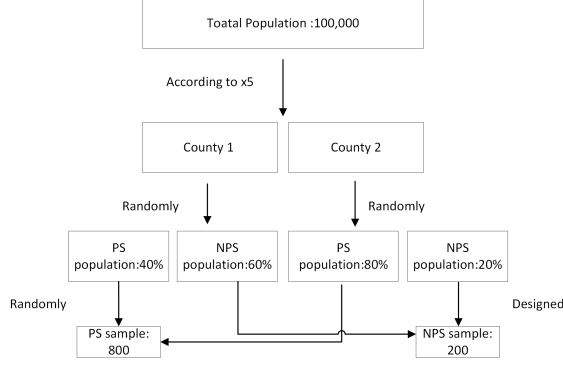 Toatal Population :100,000
According to x5
County 1
County 2
Randomly
Randomly
PS
population:40%
NPS
population:60%
PS
population:80%
NPS
population:20%
Randomly
Designed
PS sample:
800
NPS sample:
200